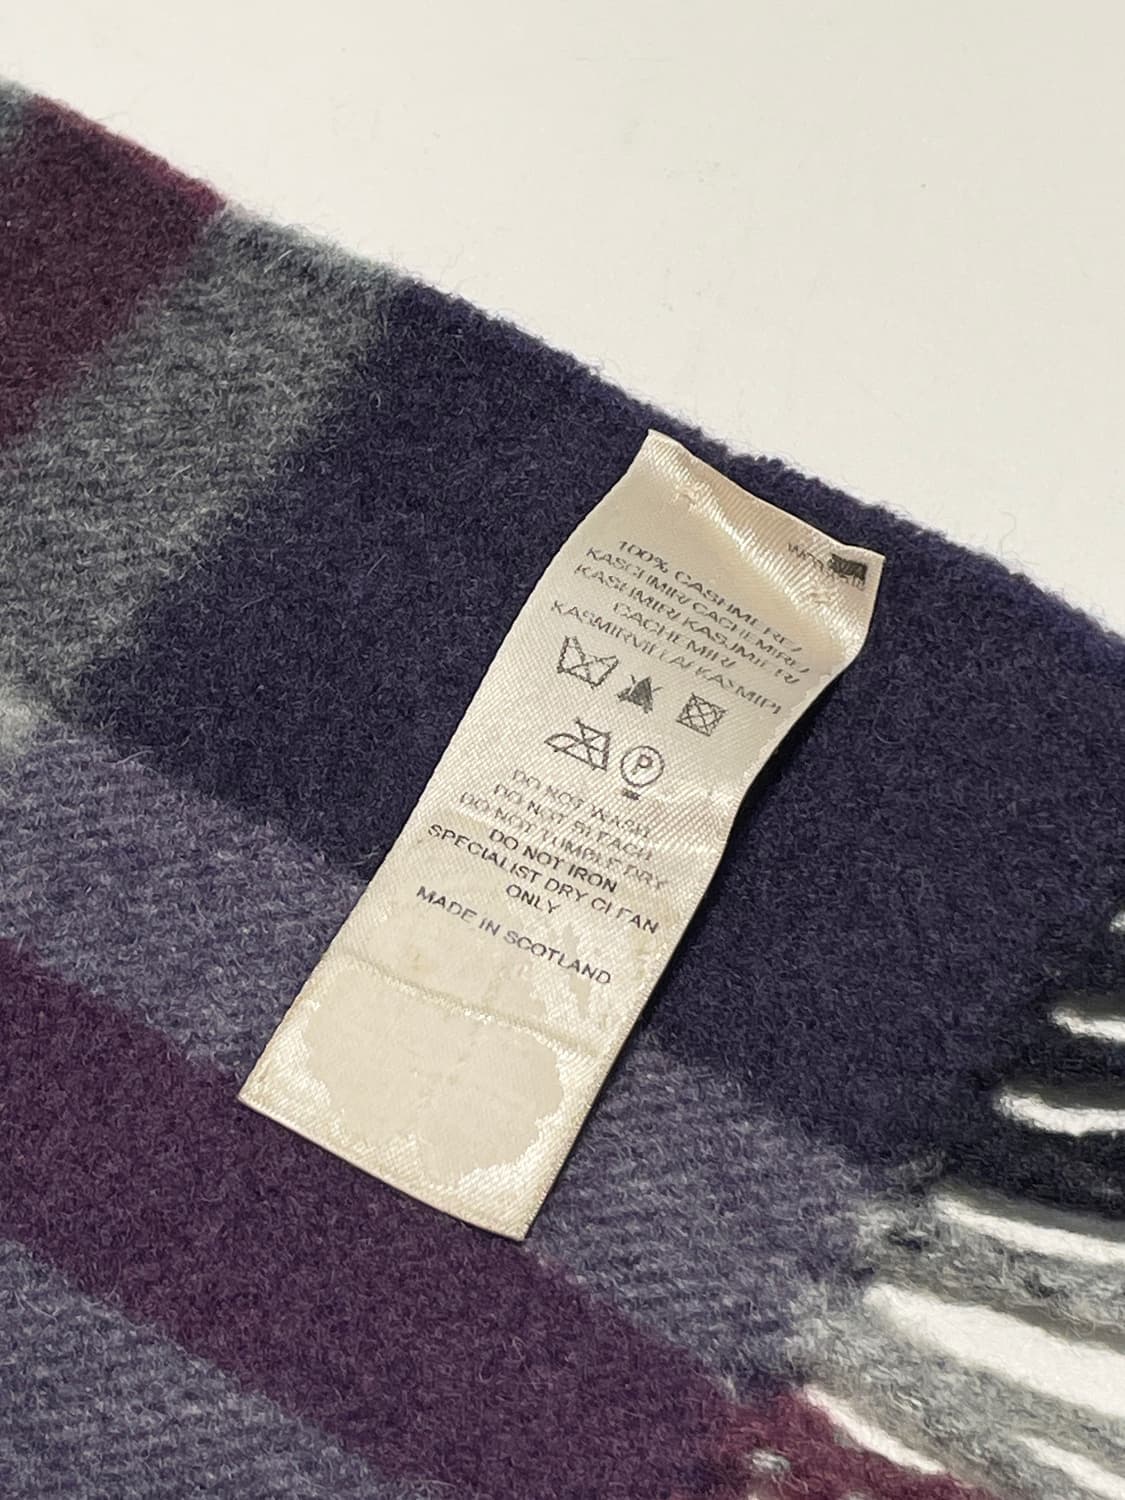 100% CASHMERE/
KASCHMIR/CACHEMIRE/
KASHMIR/ KASJMIER/
CACHEMIR/
DO NOT WASH
DO NOT BLEACH
DO NOT TUMBLE DRY
DO NOT IRON
SPECIALIST DRY CLEAN
ONLY
MADE IN SCOTLAND
P